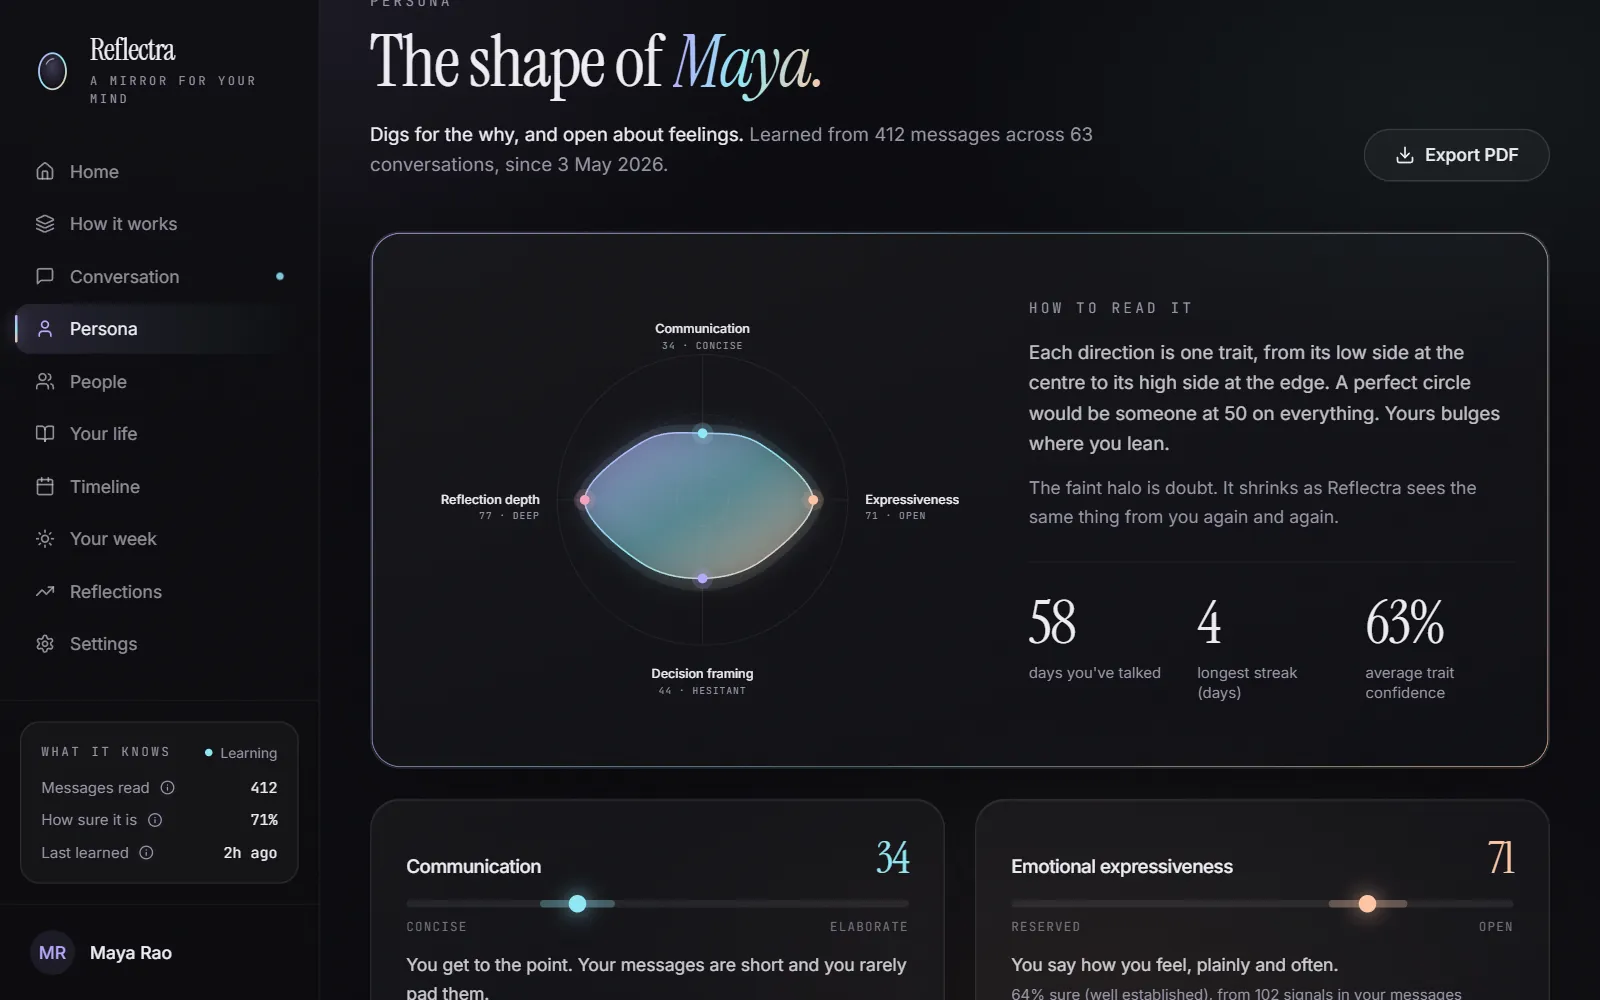 Reflectra
A MIRROR FOR YOUR
MIND
Home
How it works
Conversation
Persona
People
Your life
Timeline
Your week
Reflections
Settings
WHAT IT KNOWS
Learning
Messages read 412
How sure it is 71%
Last learned 2h ago
MR Maya Rao
PERSONA
The shape of Maya.
Digs for the why, and open about feelings. Learned from 412 messages across 63
conversations, since 3 May 2026.
Export PDF
Communication
34 · CONCISE
Reflection depth
77 · DEEP
Expressiveness
71 · OPEN
Decision framing
44 · HESITANT
HOW TO READ IT
Each direction is one trait, from its low side at the
centre to its high side at the edge. A perfect circle
would be someone at 50 on everything. Yours bulges
where you lean.
The faint halo is doubt. It shrinks as Reflectra sees the
same thing from you again and again.
58
days you've talked
4
longest streak
(days)
63%
average trait
confidence
Communication 34
CONCISE ELABORATE
You get to the point. Your messages are short and you rarely
pad them.
Emotional expressiveness 71
RESERVED OPEN
You say how you feel, plainly and often.
64% sure (well established), from 102 signals in your messages